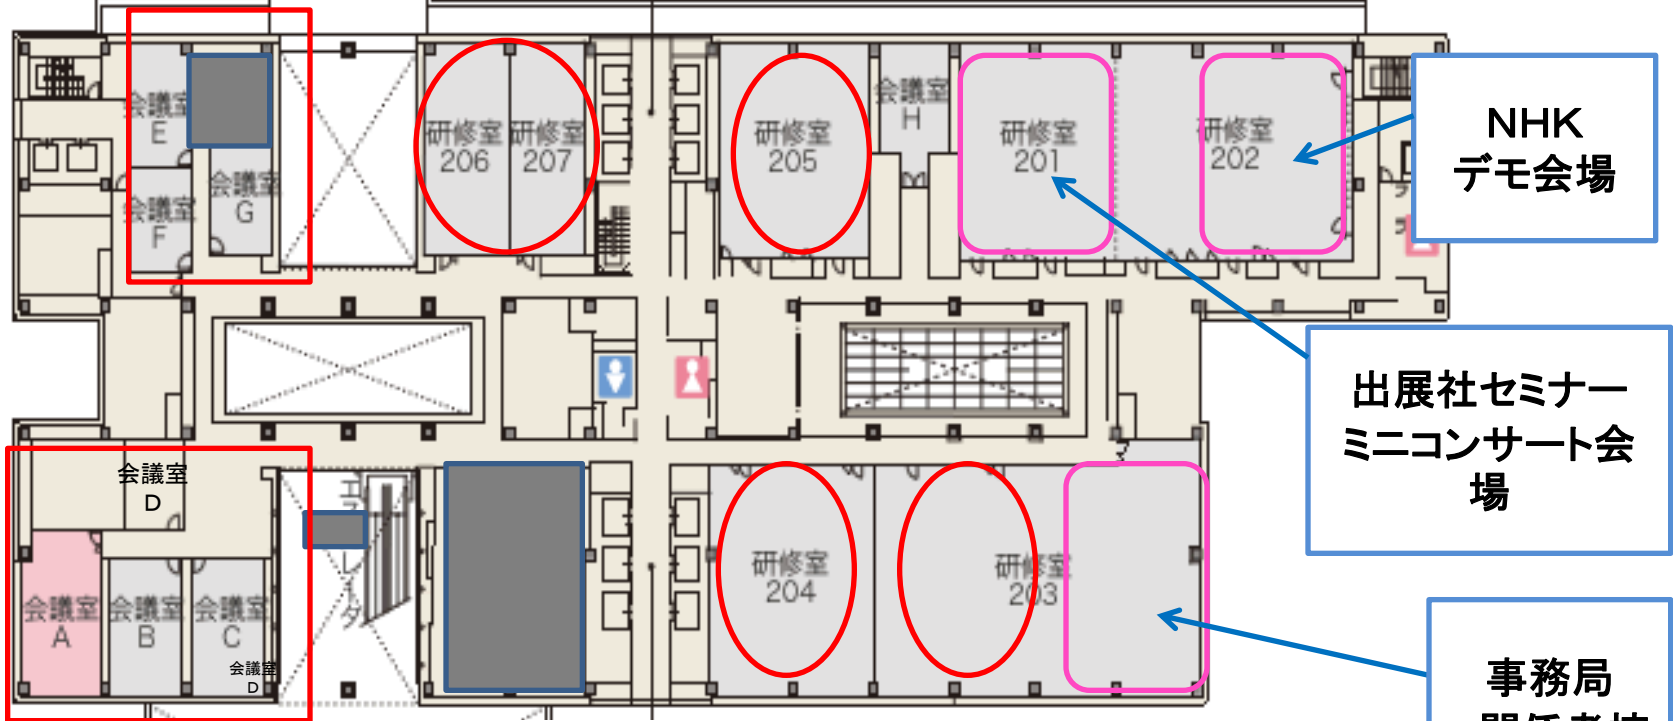 会議室
E
会議室
F
会議室
G
研修室
206
研修室
207
研修室
205
会議室
H
研修室
201
研修室
202
NHK
デモ会場
出展社セミナー
ミニコンサート会
場
会議室
D
会議室
A
会議室
B
会議室
C
会議室
D
研修室
204
研修室
203
事務局